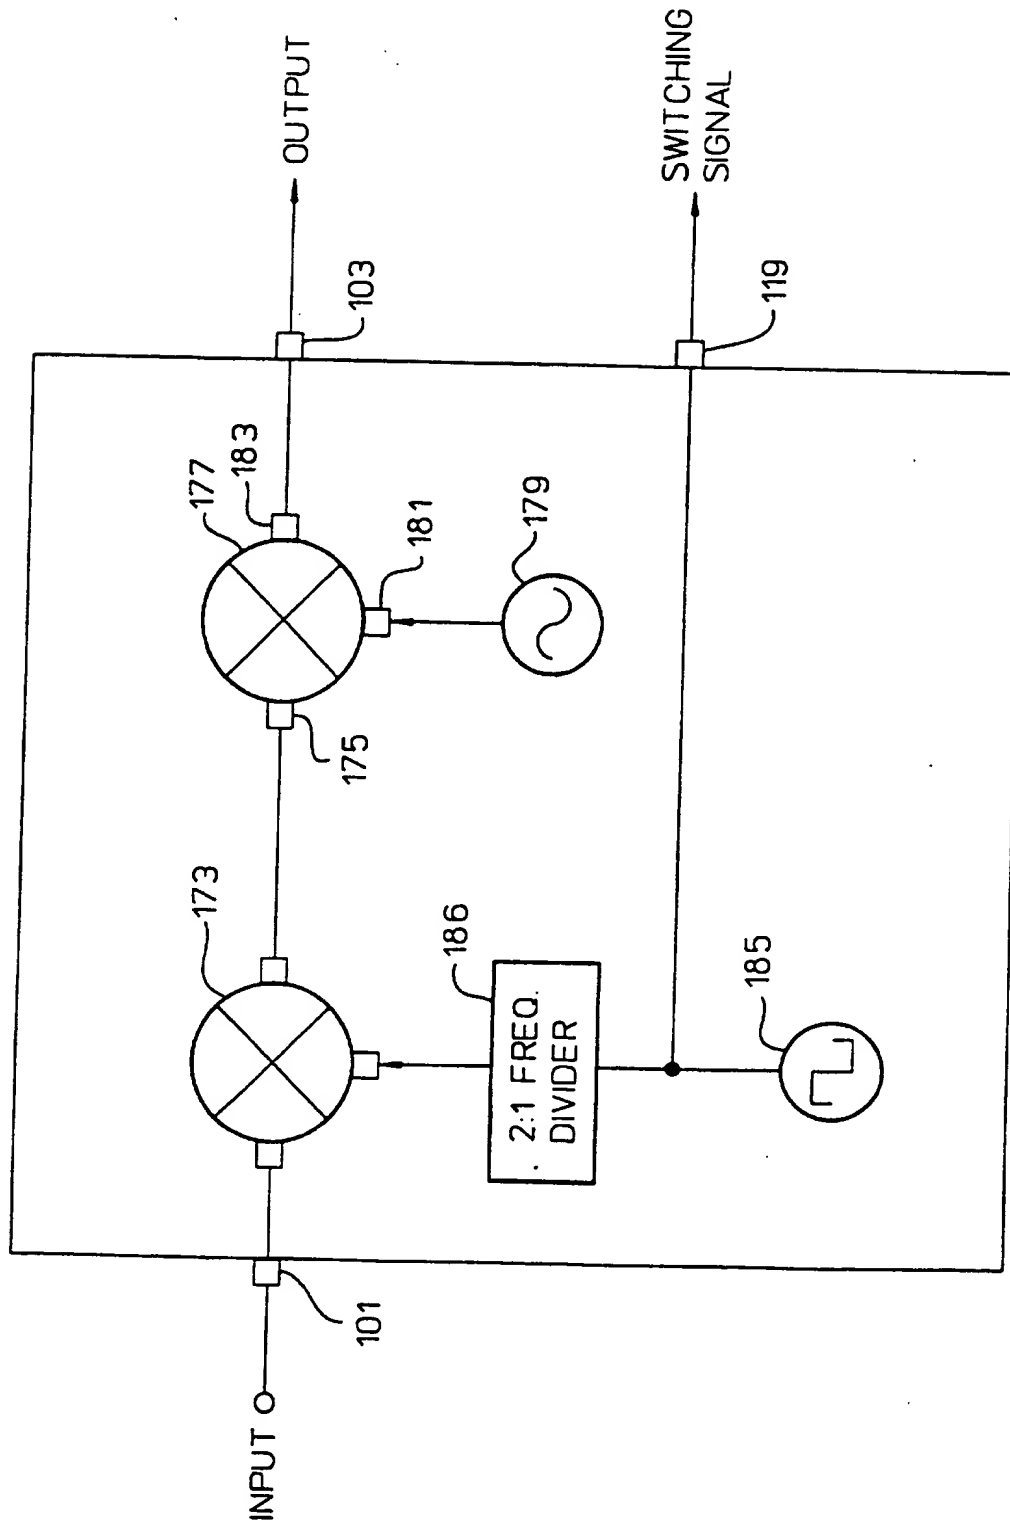 INPUT
101
173
175
177
183
181
179
103
OUTPUT
2:1 FREQ.
DIVIDER
186
185
119
SWITCHING
SIGNAL